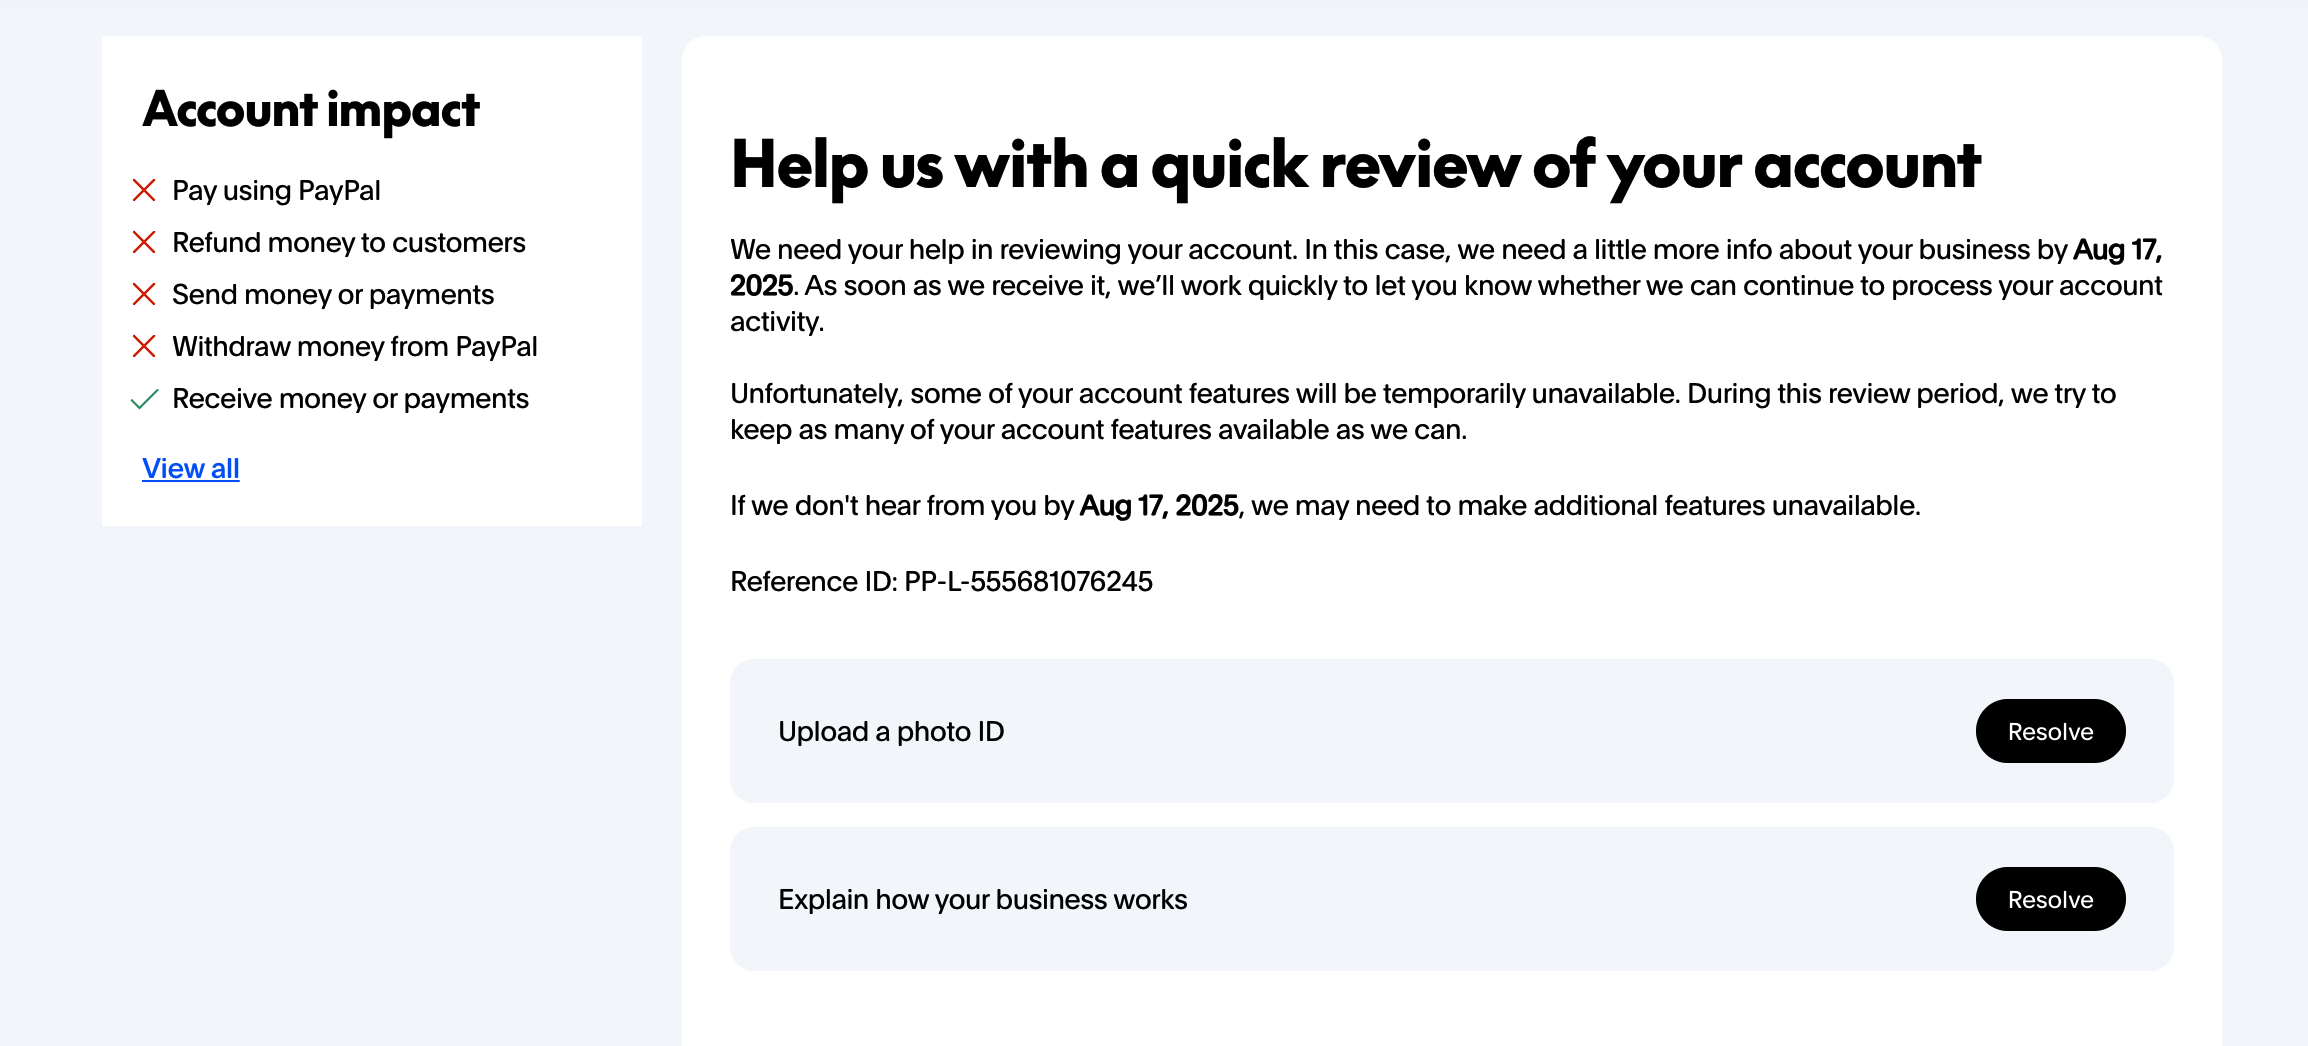 Account impact
Pay using PayPal
Refund money to customers
Send money or payments
Withdraw money from PayPal
Receive money or payments
View all
Help us with a quick review of your account
We need your help in reviewing your account. In this case, we need a little more info about your business by Aug 17,
2025. As soon as we receive it, we’ll work quickly to let you know whether we can continue to process your account
activity.
Unfortunately, some of your account features will be temporarily unavailable. During this review period, we try to
keep as many of your account features available as we can.
If we don't hear from you by Aug 17, 2025, we may need to make additional features unavailable.
Reference ID: PP-L-555681076245
Upload a photo ID
Resolve
Explain how your business works
Resolve